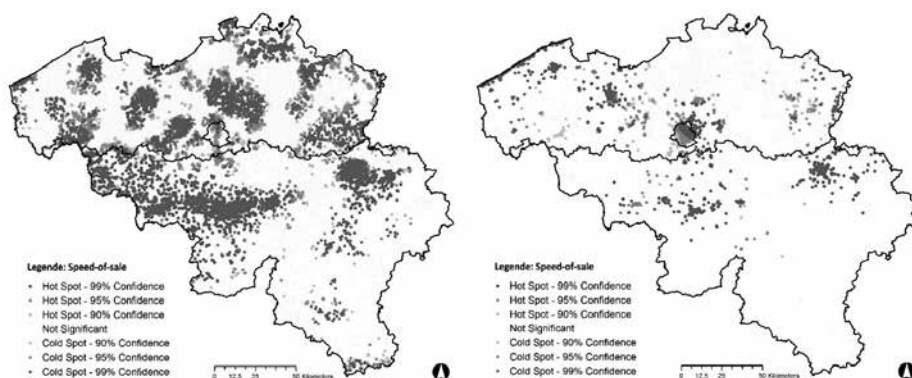 Legende: Speed-of-sale
Hot Spot - 99% Confidence
Hot Spot - 95% Confidence
Hot Spot - 90% Confidence
Not Significant
Cold Spot - 90% Confidence
Cold Spot - 95% Confidence
Cold Spot - 99% Confidence
0 12.5 25 50 Kilometers
Legende: Speed-of-sale
Hot Spot - 99% Confidence
Hot Spot - 95% Confidence
Hot Spot - 90% Confidence
Not Significant
Cold Spot - 90% Confidence
Cold Spot - 95% Confidence
Cold Spot - 99% Confidence
0 12.5 25 50 Kilometers